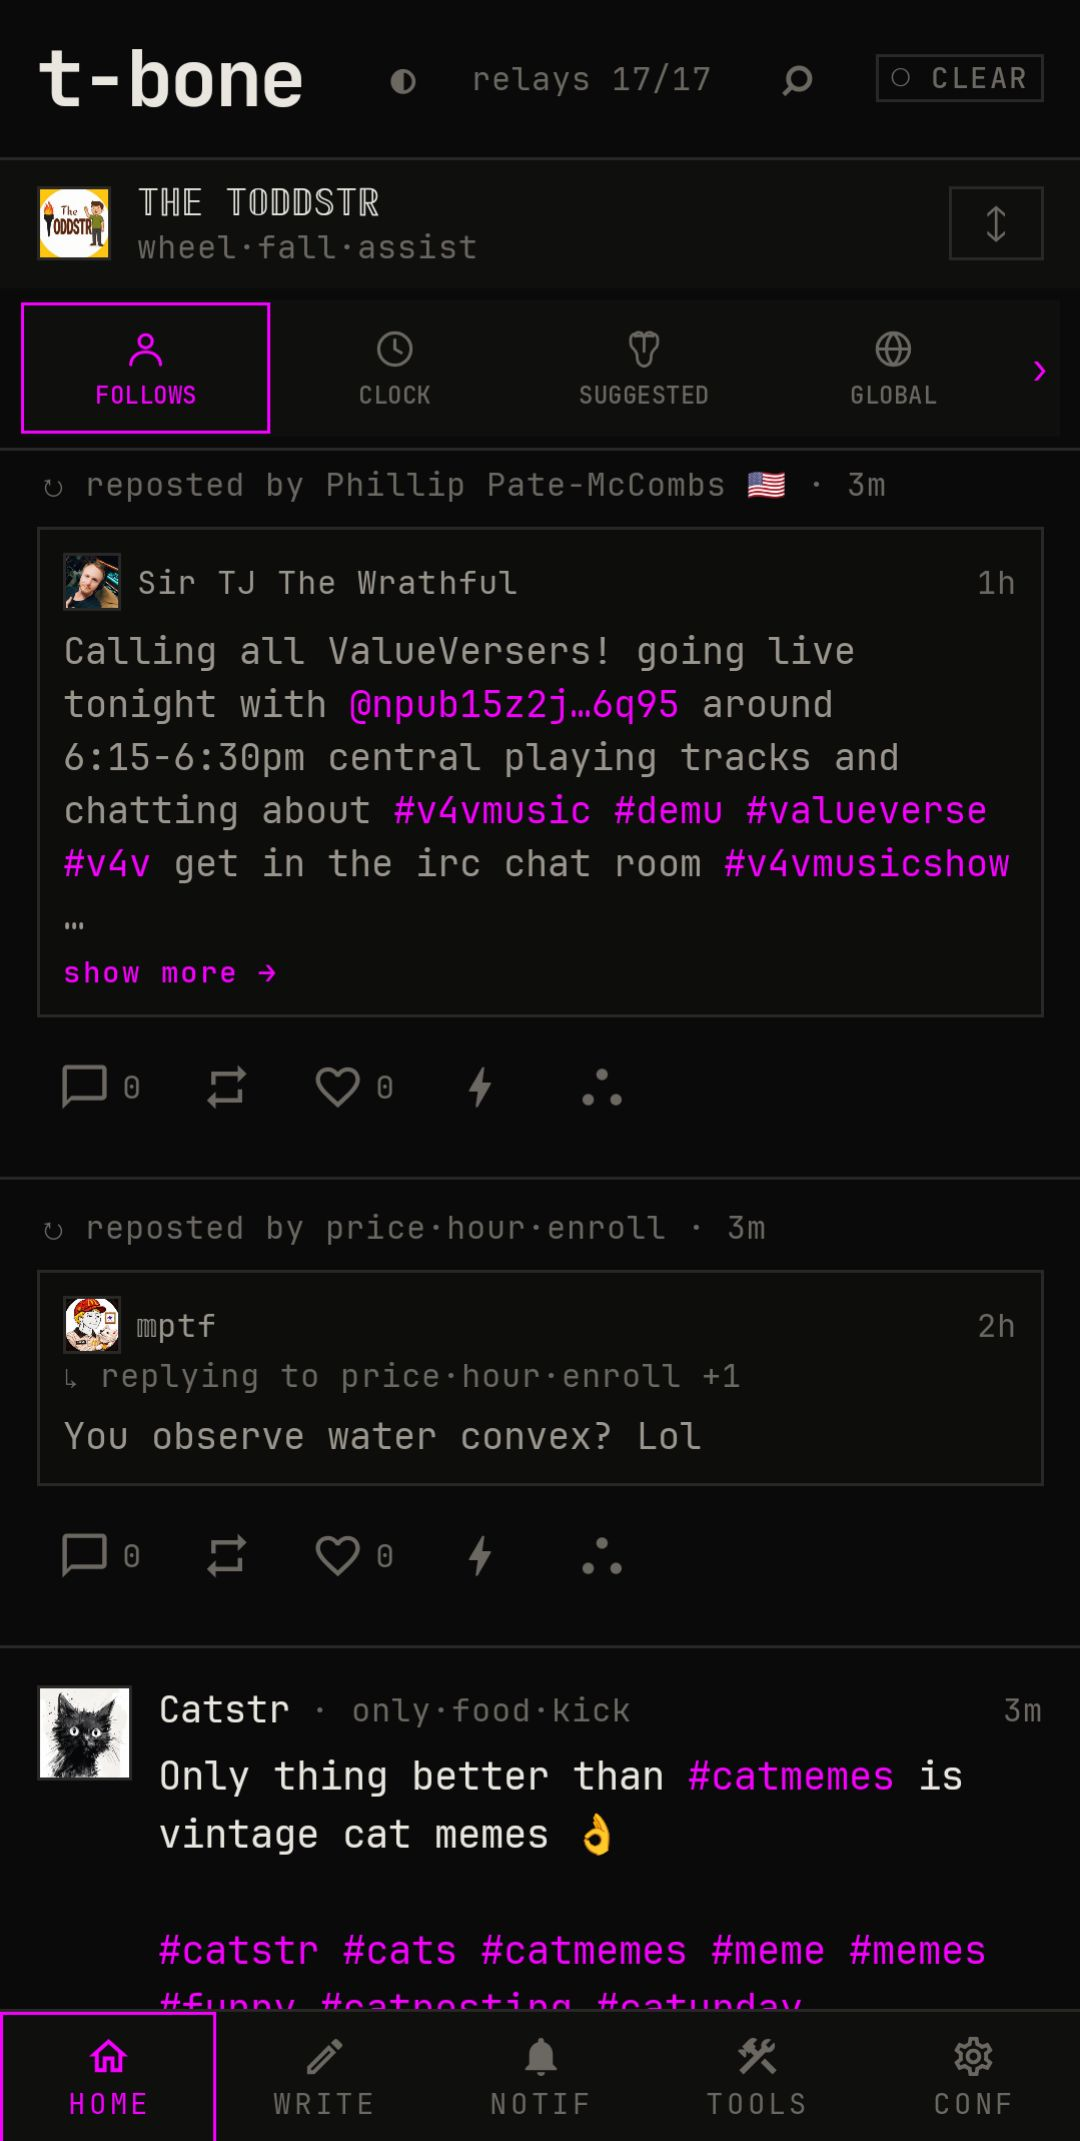 t-bone
relays 17/17
CLEAR
The ODDSTR
𝕋ℍ𝔼 𝕋𝕆𝔻𝔻𝕊𝕋ℝ
wheel·fall·assist
FOLLOWS
CLOCK
SUGGESTED
GLOBAL
›
↻ reposted by Phillip Pate-McCombs 🇺🇸 · 3m
Sir TJ The Wrathful
1h
Calling all ValueVersers! going live
tonight with @npub15z2j…6q95 around
6:15-6:30pm central playing tracks and
chatting about #v4vmusic #demu #valueverse
#v4v get in the irc chat room #v4vmusicshow
…
show more →
0
0
↻ reposted by price·hour·enroll · 3m
𝕞ptf
2h
↳ replying to price·hour·enroll +1
You observe water convex? Lol
0
0
Catstr · only·food·kick
3m
Only thing better than #catmemes is
vintage cat memes 👌
#catstr #cats #catmemes #meme #memes
#funny #catposting #caturday
HOME
WRITE
NOTIF
TOOLS
CONF